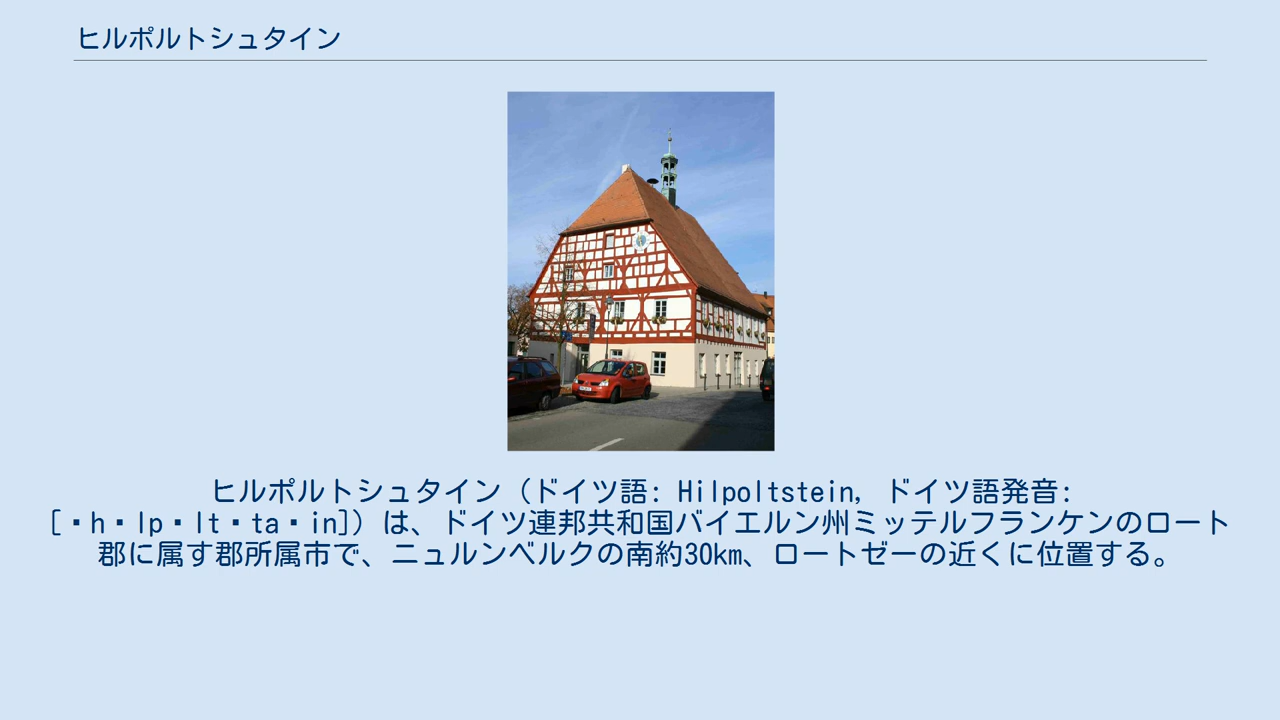 ヒルポルトシュタイン
ヒルポルトシュタイン（ドイツ語: Hilpoltstein, ドイツ語発音:
[・h・lp・lt・ta・in]）は、ドイツ連邦共和国バイエルン州ミッテルフランケンのロート
郡に属す郡所属市で、ニュルンベルクの南約30km、ロートゼーの近くに位置する。